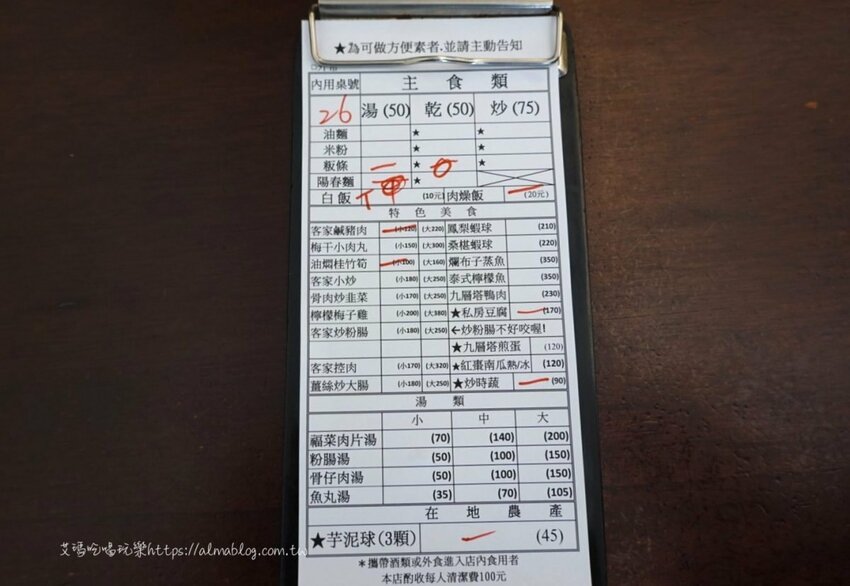 ★為可做方便素者.並請主動告知
內用桌號 主食類
26 湯(50) 乾(50) 炒(75)
油麵 ★ ★
米粉 ★ ★
粄條 ★ ★
陽春麵 ★
白飯 (10元) 肉燥飯 (20元)
特色美食
客家鹹豬肉 (小120) (大220) 鳳梨蝦球 (210)
梅干小肉丸 (小150) (大300) 桑椹蝦球 (220)
油燜桂竹筍 (小100) (大160) 爛布子蒸魚 (350)
客家小炒 (小180) (大250) 泰式檸檬魚 (350)
骨肉炒韭菜 (小170) (大250) 九層塔鴨肉 (230)
檸檬梅子雞 (小200) (大380) ★私房豆腐 (170)
客家炒粉腸 (小180) (大250) ←炒粉腸不好咬喔!
★九層塔煎蛋 (120)
客家控肉 (小170) (大320) ★紅棗南瓜熱/冰 (120)
薑絲炒大腸 (小180) (大250) ★炒時蔬 (90)
湯類
小 中 大
福菜肉片湯 (70) (140) (200)
粉腸湯 (50) (100) (150)
骨仔肉湯 (50) (100) (150)
魚丸湯 (35) (70) (105)
在地農產
★芋泥球(3顆) (45)
*攜帶酒類或外食進入店內食用者
本店酌收每人清潔費100元
艾瑪吃喝玩樂https://almablog.com.tw